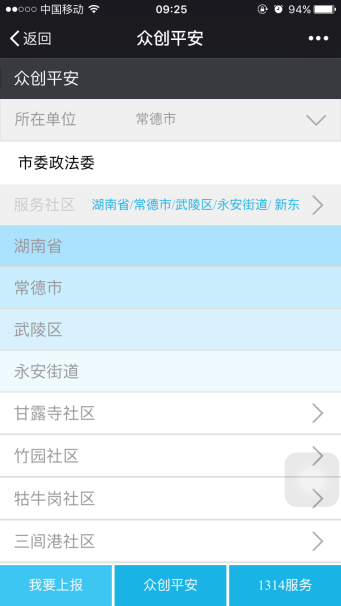 中国移动 09:25 94%
返回 众创平安
众创平安
所在单位 常德市
市委政法委
服务社区 湖南省/常德市/武陵区/永安街道/ 新东
湖南省
常德市
武陵区
永安街道
甘露寺社区
竹园社区
牯牛岗社区
三闾港社区
我要上报 众创平安 1314服务